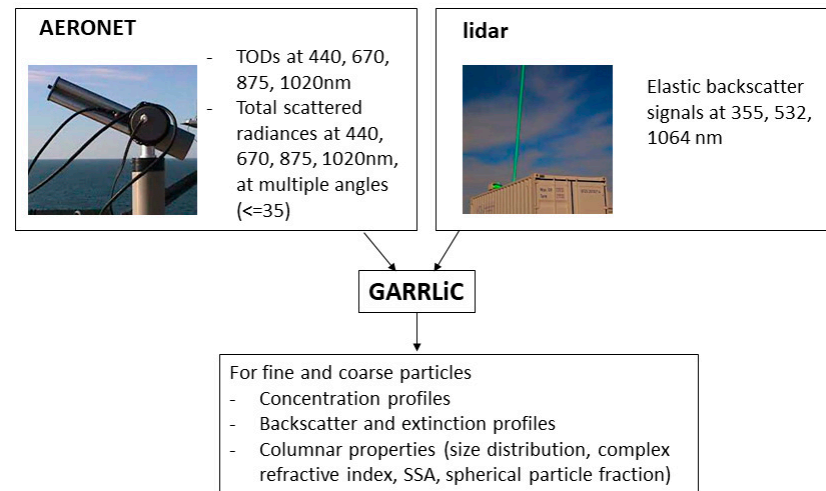 AERONET
- TODs at 440, 670,
875, 1020nm
- Total scattered
radiances at 440,
670, 875, 1020nm,
at multiple angles
(<=35)
lidar
Elastic backscatter
signals at 355, 532,
1064 nm
GARRLiC
For fine and coarse particles
- Concentration profiles
- Backscatter and extinction profiles
- Columnar properties (size distribution, complex
refractive index, SSA, spherical particle fraction)